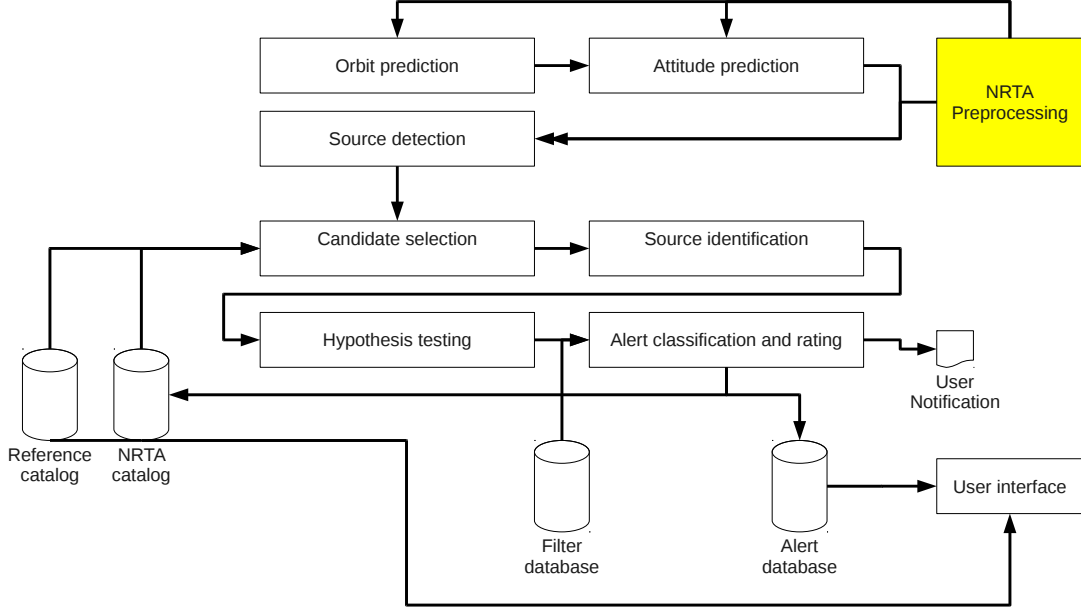 Orbit prediction
Attitude prediction
NRTA
Preprocessing
Source detection
Candidate selection
Source identification
Hypothesis testing
Alert classification and rating
User
Notification
Reference
catalog
NRTA
catalog
User interface
Filter
database
Alert
database